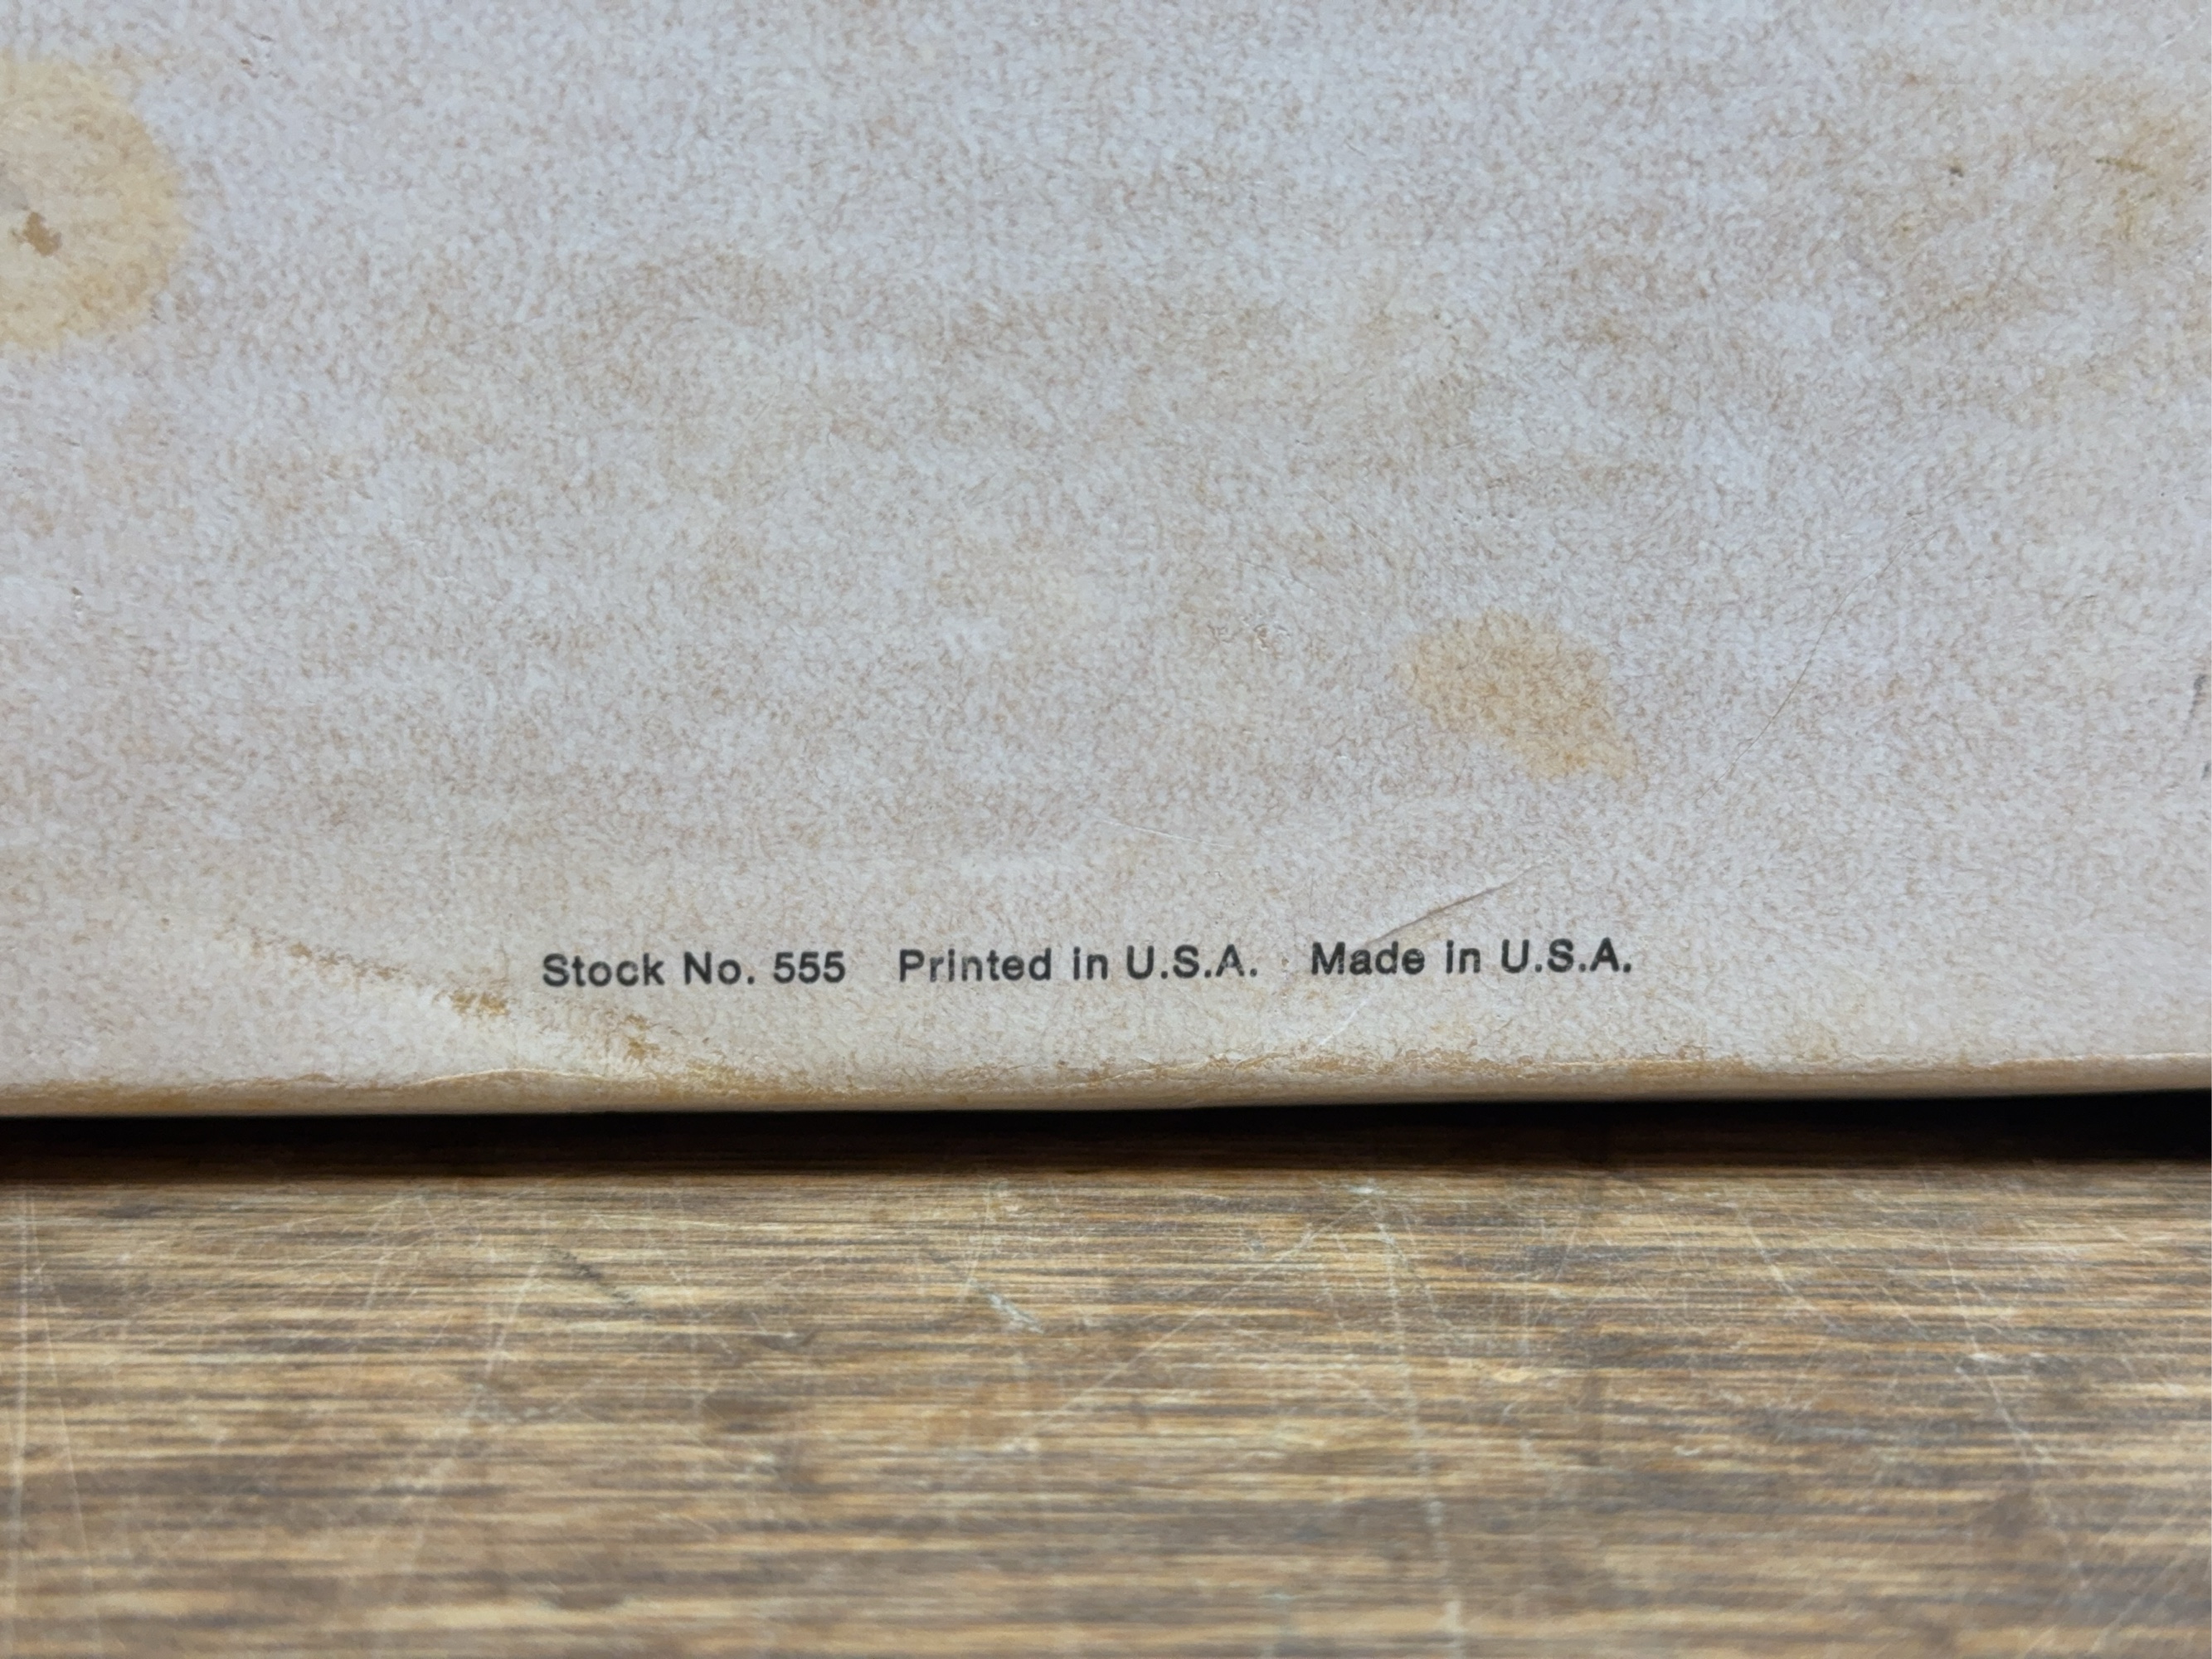 Stock No. 555 Printed in U.S.A. Made in U.S.A.